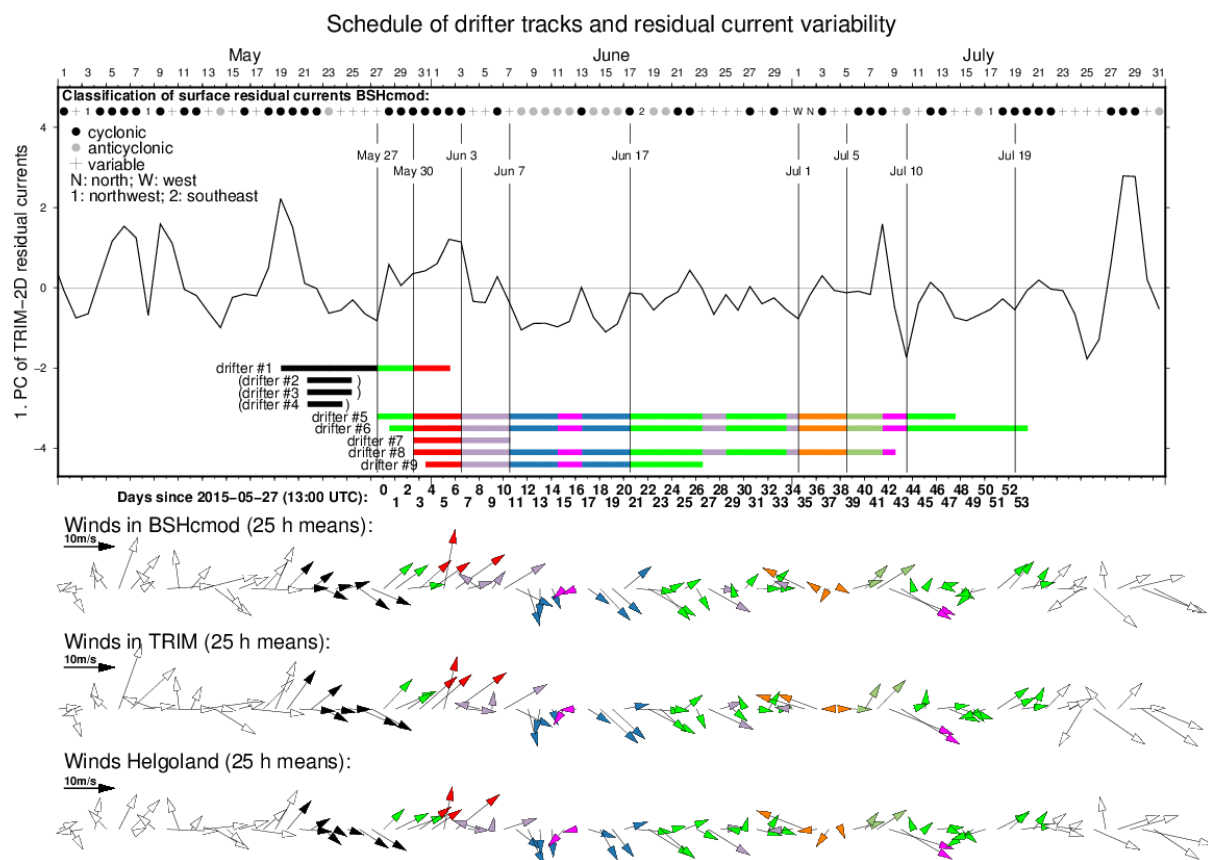 Schedule of drifter tracks and residual current variability
May June July
1 3 5 7 9 11 13 15 17 19 21 23 25 27 29 31 1 3 5 7 9 11 13 15 17 19 21 23 25 27 29 1 3 5 7 9 11 13 15 17 19 21 23 25 27 29 31
Classification of surface residual currents BSHcmod:
1 1 2 W N 1
cyclonic
anticyclonic
variable
N: north; W: west
1: northwest; 2: southeast
May 27 Jun 3 Jun 17 Jul 5 Jul 19
May 30 Jun 7 Jul 1 Jul 10
1. PC of TRIM−2D residual currents
4
2
0
−2
−4
drifter #1
(drifter #2 )
(drifter #3 )
(drifter #4 )
drifter #5
drifter #6
drifter #7
drifter #8
drifter #9
Days since 2015−05−27 (13:00 UTC):
0 2 4 6 8 10 12 14 16 18 20 22 24 26 28 30 32 34 36 38 40 42 44 46 48 50 52
1 3 5 7 9 11 13 15 17 19 21 23 25 27 29 31 33 35 37 39 41 43 45 47 49 51 53
Winds in BSHcmod (25 h means):
10m/s
Winds in TRIM (25 h means):
10m/s
Winds Helgoland (25 h means):
10m/s